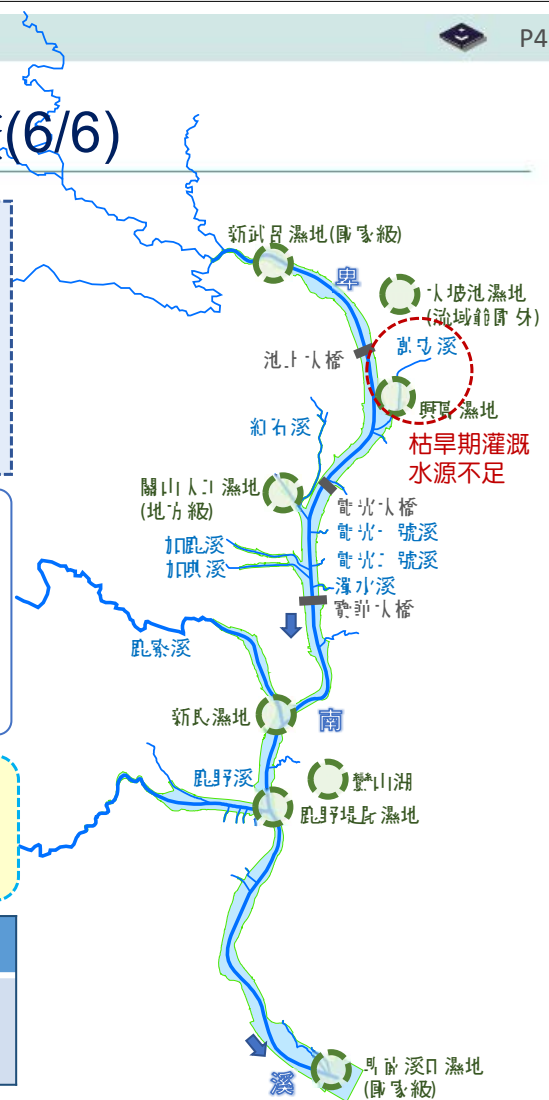 P4
(6/6)
新武呂濕地(國家級)
卑
大坡池濕地
(流域範圍外)
池上大橋
萬安溪
興富濕地
紅石溪
枯旱期灌溉
水源不足
關山人工濕地
(地方級)
電光大橋
電光一號溪
電光二號溪
加鹿溪
加典溪
濁水溪
寶華大橋
鹿寮溪
新民濕地
南
鹿野溪
鸞山湖
鹿野堤防濕地
卑南溪口濕地
(國家級)
溪